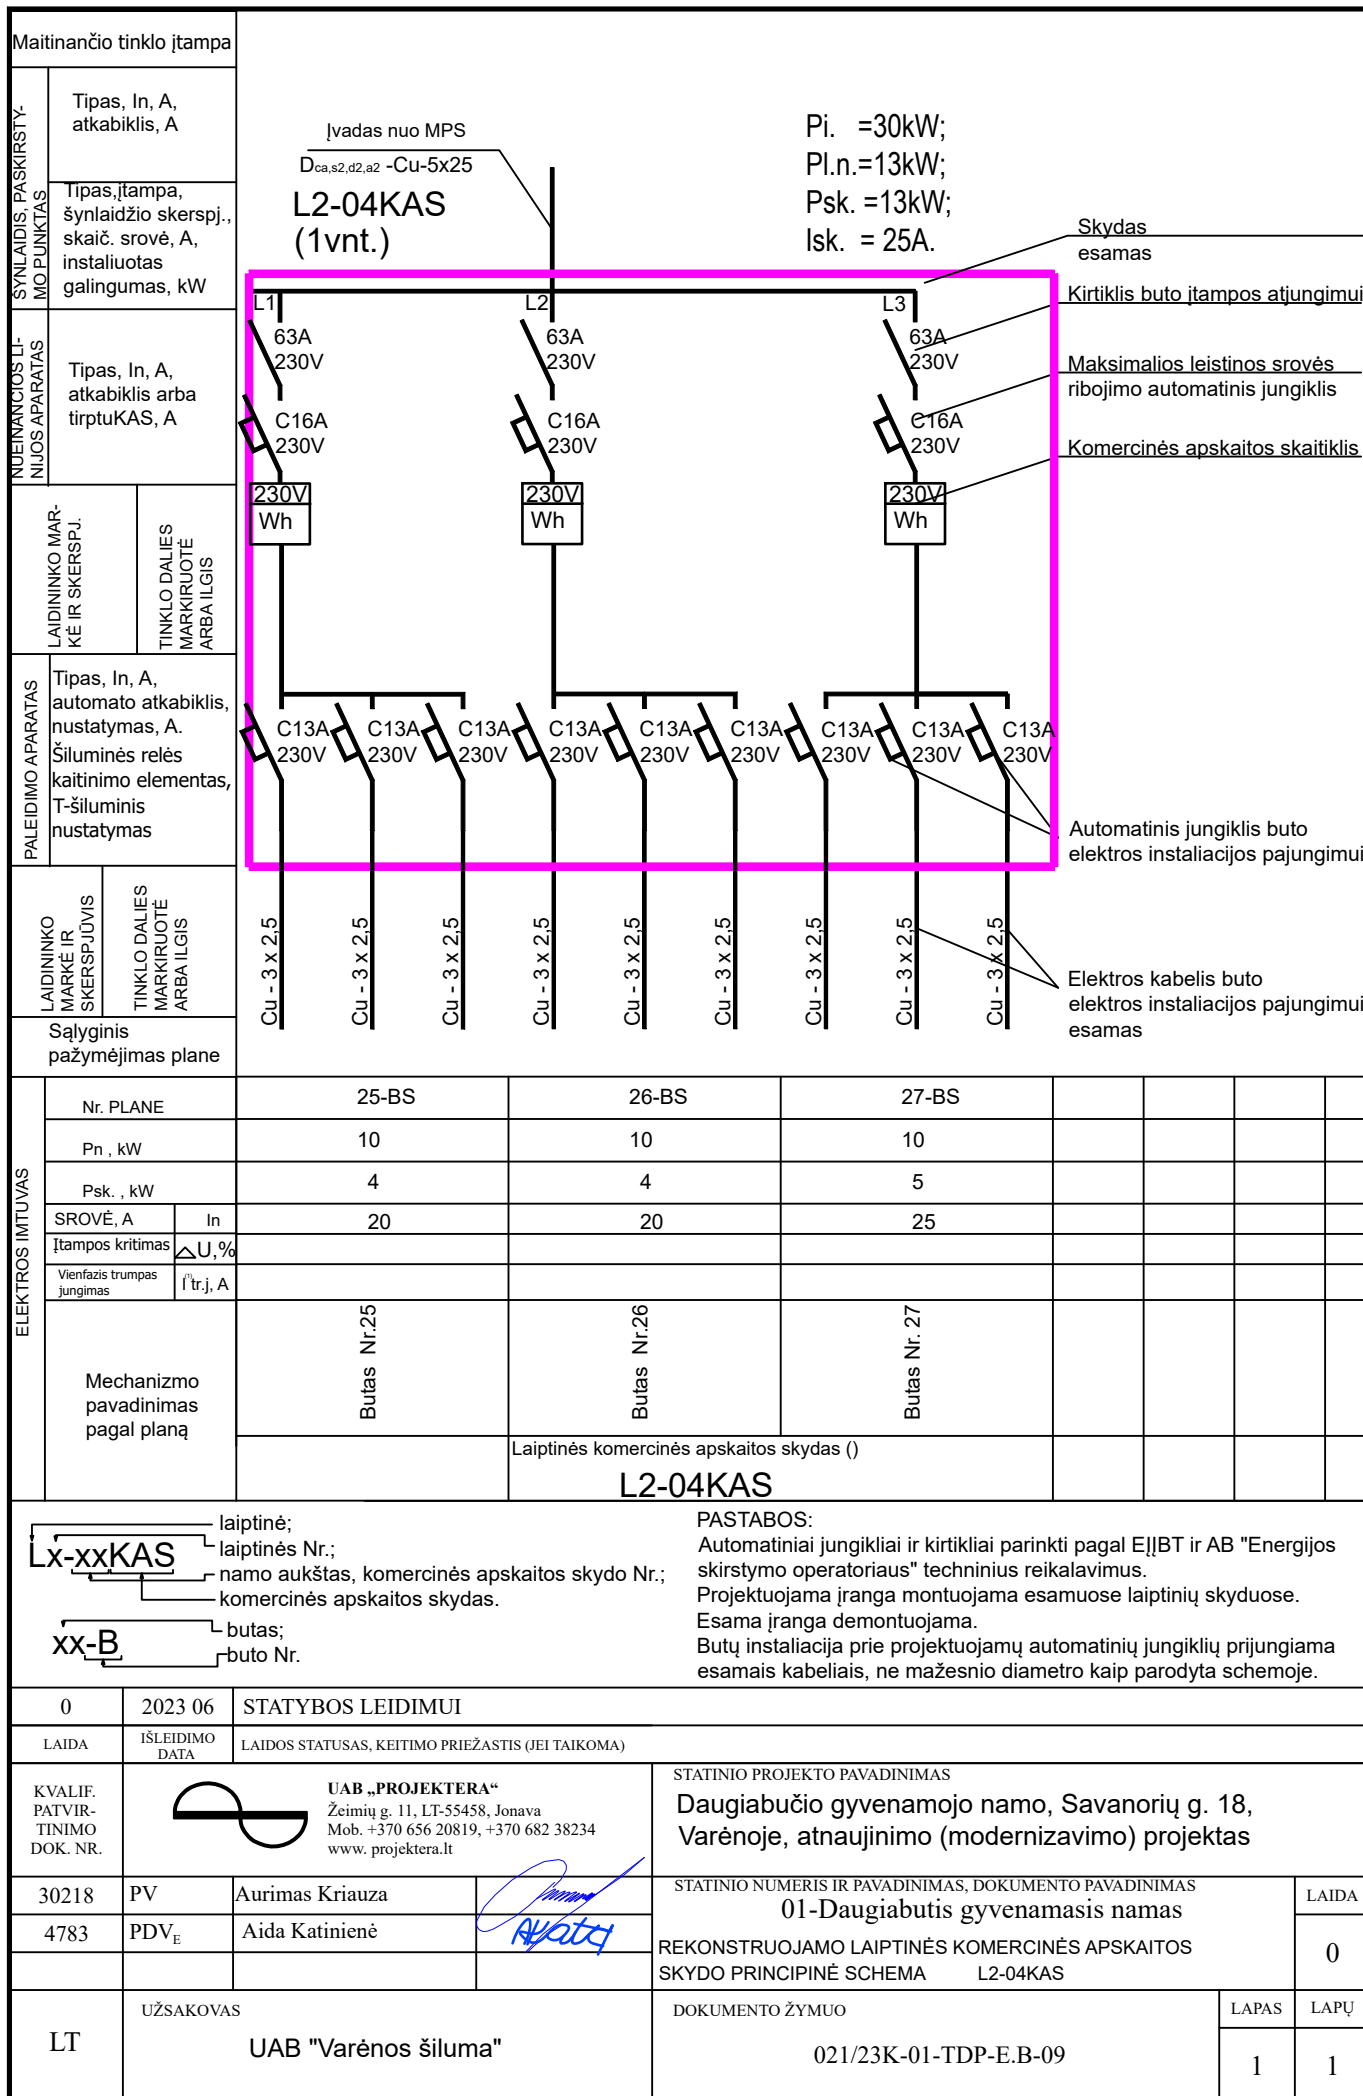 Maitinančio tinklo įtampa
ŠYNLAIDIS, PASKIRSTY-
MO PUNKTAS
Tipas, In, A,
atkabiklis, A
Tipas,įtampa,
šynlaidžio skerspj.,
skaič. srovė, A,
instaliuotas
galingumas, kW
NUEINANČIOS LI-
NIJOS APARATAS
Tipas, In, A,
atkabiklis arba
tirptuKAS, A
LAIDININKO MAR-
KĖ IR SKERSPJ.
TINKLO DALIES
MARKIRUOTĖ
ARBA ILGIS
PALEIDIMO APARATAS
Tipas, In, A,
automato atkabiklis,
nustatymas, A.
Šiluminės relės
kaitinimo elementas,
T-šiluminis
nustatymas
LAIDININKO
MARKĖ IR
SKERSPJŪVIS
TINKLO DALIES
MARKIRUOTĖ
ARBA ILGIS
Sąlyginis
pažymėjimas plane
Įvadas nuo MPS
Dca,s2,d2,a2 -Cu-5x25
L2-04KAS
(1vnt.)
Pi. =30kW;
Pl.n.=13kW;
Psk. =13kW;
Isk. = 25A.
Skydas
esamas
Kirtiklis buto įtampos atjungimui
Maksimalios leistinos srovės
ribojimo automatinis jungiklis
Komercinės apskaitos skaitiklis
L1 L2 L3
63A 63A 63A
230V 230V 230V
C16A C16A C16A
230V 230V 230V
230V 230V 230V
Wh Wh Wh
C13A C13A C13A C13A C13A C13A C13A C13A C13A
230V 230V 230V 230V 230V 230V 230V 230V 230V
Automatinis jungiklis buto
elektros instaliacijos pajungimui
Cu - 3 x 2,5 Cu - 3 x 2,5 Cu - 3 x 2,5 Cu - 3 x 2,5 Cu - 3 x 2,5 Cu - 3 x 2,5 Cu - 3 x 2,5 Cu - 3 x 2,5 Cu - 3 x 2,5
Elektros kabelis buto
elektros instaliacijos pajungimui
esamas
ELEKTROS IMTUVAS
Nr. PLANE 25-BS 26-BS 27-BS
Pn , kW 10 10 10
Psk. , kW 4 4 5
SROVĖ, A In 20 20 25
Įtampos kritimas △U,%
Vienfazis trumpas
jungimas I(1)tr.j, A
Mechanizmo
pavadinimas
pagal planą
Butas Nr.25
Butas Nr.26
Butas Nr. 27
Laiptinės komercinės apskaitos skydas ()
L2-04KAS
Lx-xxKAS
laiptinė;
laiptinės Nr.;
namo aukštas, komercinės apskaitos skydo Nr.;
komercinės apskaitos skydas.
xx-B
butas;
buto Nr.
PASTABOS:
Automatiniai jungikliai ir kirtikliai parinkti pagal EĮĮBT ir AB "Energijos
skirstymo operatoriaus" techninius reikalavimus.
Projektuojama įranga montuojama esamuose laiptinių skyduose.
Esama įranga demontuojama.
Butų instaliacija prie projektuojamų automatinių jungiklių prijungiama
esamais kabeliais, ne mažesnio diametro kaip parodyta schemoje.
0 2023 06 STATYBOS LEIDIMUI
LAIDA IŠLEIDIMO
DATA LAIDOS STATUSAS, KEITIMO PRIEŽASTIS (JEI TAIKOMA)
KVALIF.
PATVIR-
TINIMO
DOK. NR.
UAB „PROJEKTERA“
Žeimių g. 11, LT-55458, Jonava
Mob. +370 656 20819, +370 682 38234
www. projektera.lt
STATINIO PROJEKTO PAVADINIMAS
Daugiabučio gyvenamojo namo, Savanorių g. 18,
Varėnoje, atnaujinimo (modernizavimo) projektas
30218 PV Aurimas Kriauza
4783 PDVE Aida Katinienė
STATINIO NUMERIS IR PAVADINIMAS, DOKUMENTO PAVADINIMAS
01-Daugiabutis gyvenamasis namas
REKONSTRUOJAMO LAIPTINĖS KOMERCINĖS APSKAITOS
SKYDO PRINCIPINĖ SCHEMA L2-04KAS
LAIDA
0
LT
UŽSAKOVAS
UAB "Varėnos šiluma"
DOKUMENTO ŽYMUO
021/23K-01-TDP-E.B-09
LAPAS LAPŲ
1 1